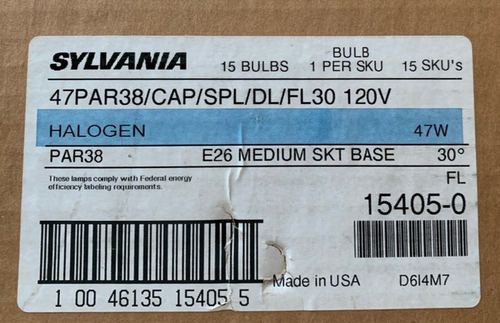 SYLVANIA 15 BULBS BULB 1 PER SKU 15 SKU's
47PAR38/CAP/SPL/DL/FL30 120V
HALOGEN 47W
PAR38 E26 MEDIUM SKT BASE 30°
These lamps comply with Federal energy FL
efficiency labeling requirements.
15405-0
Made in USA D6I4M7
1 00 46135 15405 5